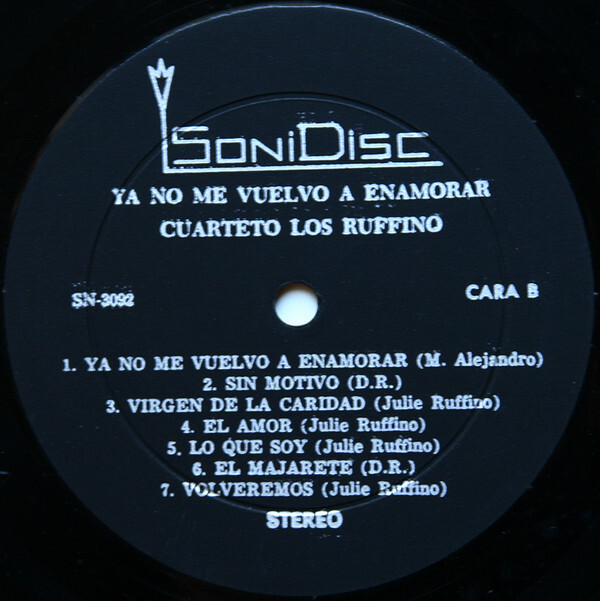 SONIDISC
YA NO ME VUELVO A ENAMORAR
CUARTETO LOS RUFFINO
SN-3092
CARA B
1. YA NO ME VUELVO A ENAMORAR (M. Alejandro)
2. SIN MOTIVO (D.R.)
3. VIRGEN DE LA CARIDAD (Julie Ruffino)
4. EL AMOR (Julie Ruffino)
5. LO QUE SOY (Julie Ruffino)
6. EL MAJARETE (D.R.)
7. VOLVEREMOS (Julie Ruffino)
STEREO